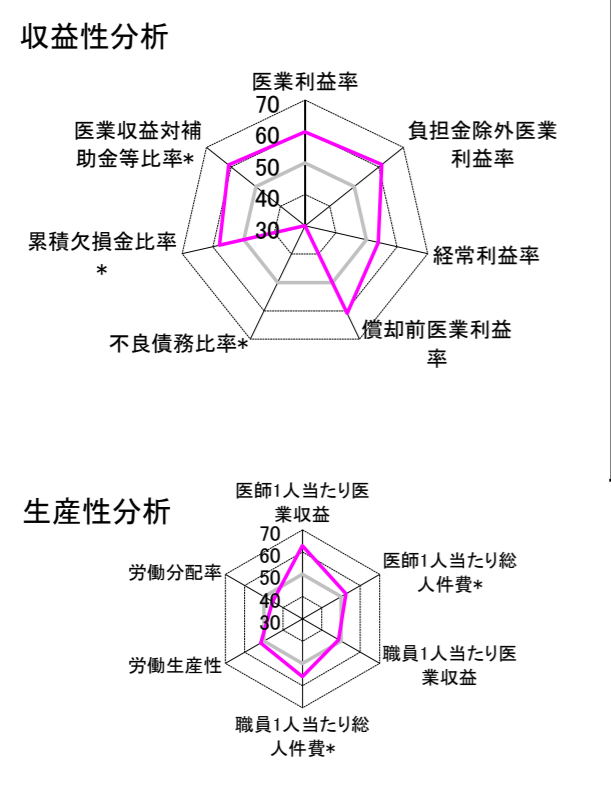 収益性分析
医業利益率
70
60
50
40
30
負担金除外医業
利益率
経常利益率
償却前医業利益
率
不良債務比率*
累積欠損金比率
*
医業収益対補
助金等比率*
生産性分析
医師1人当たり医
業収益
70
60
50
40
30
医師1人当たり総
人件費*
職員1人当たり医
業収益
職員1人当たり総
人件費*
労働生産性
労働分配率